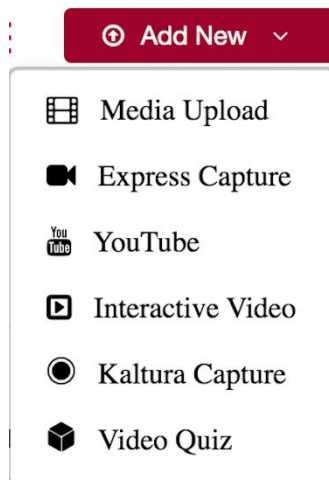 Add New
Media Upload
Express Capture
You Tube YouTube
Interactive Video
Kaltura Capture
Video Quiz